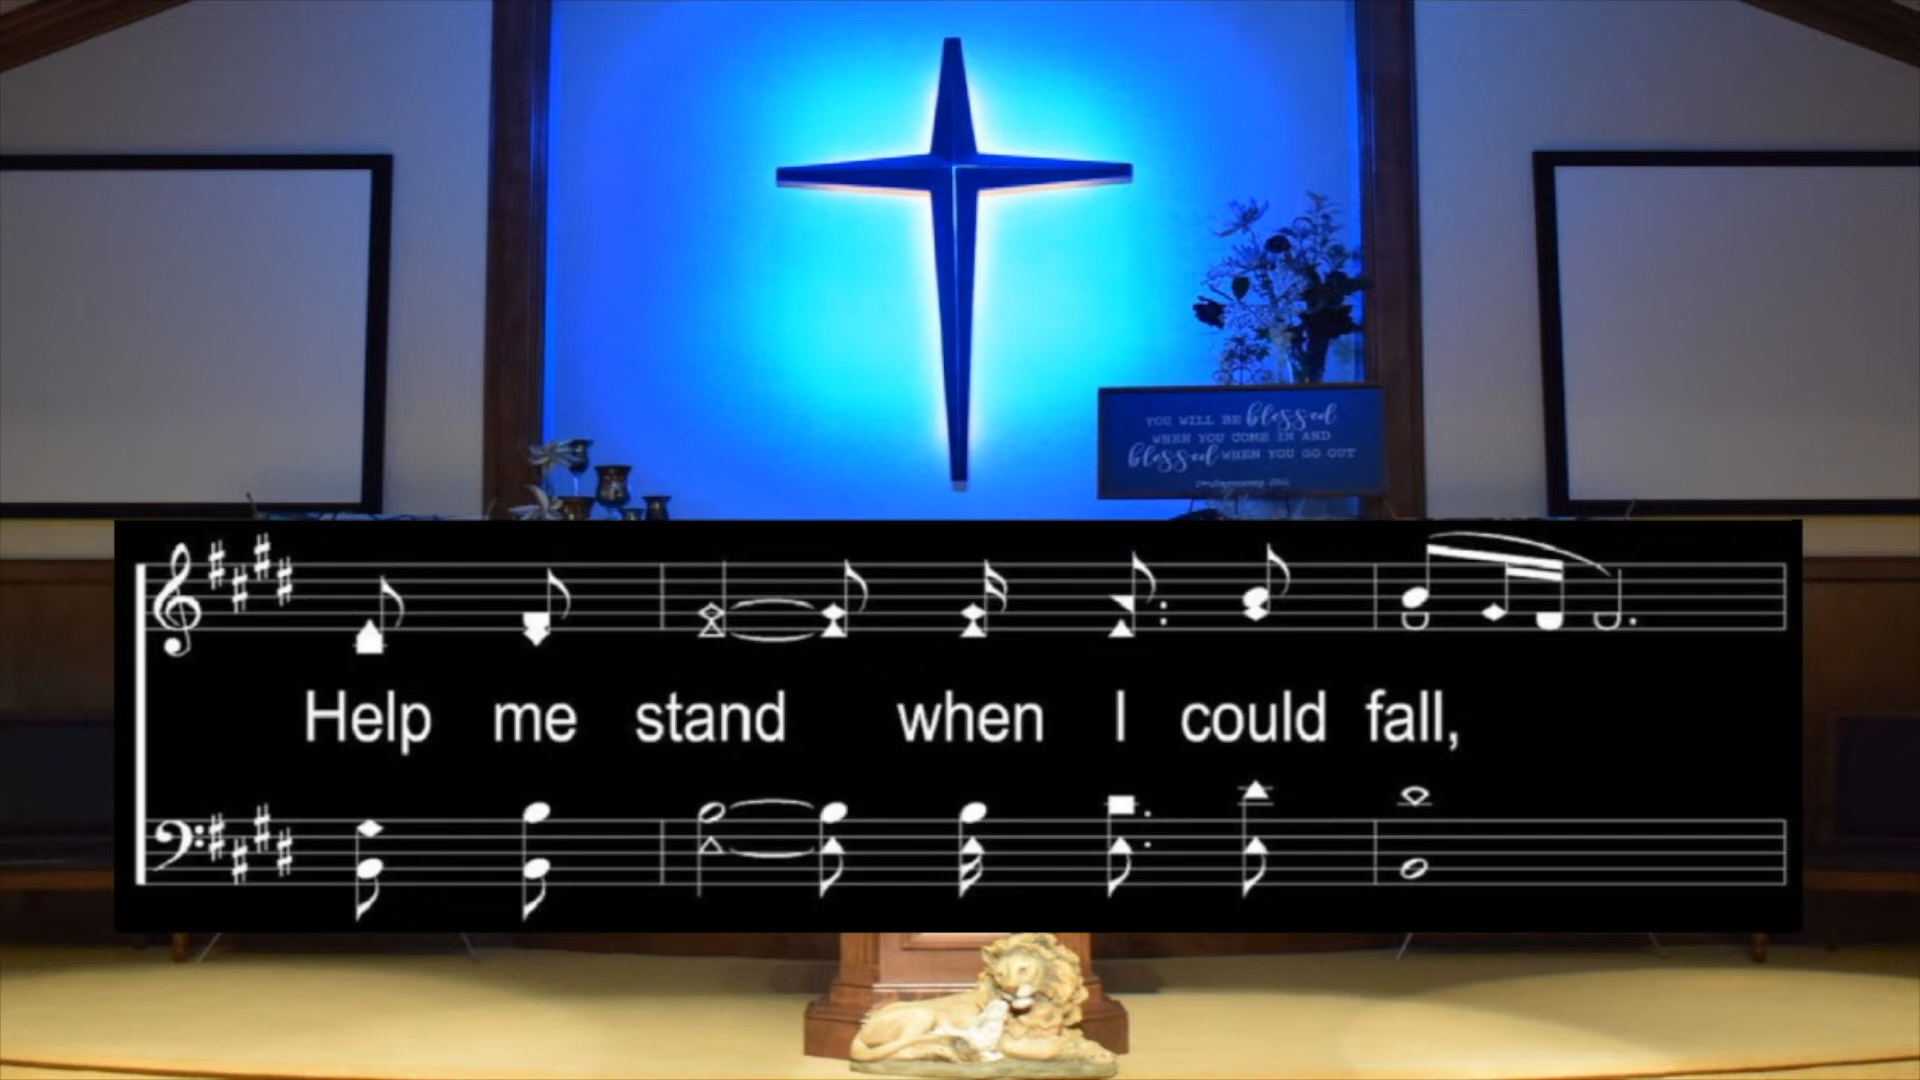 YOU WILL BE blessed
WHEN YOU COME IN AND
blessed WHEN YOU GO OUT
Help me stand when I could fall,